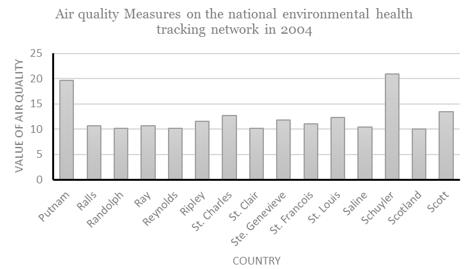 Air quality Measures on the national environmental health
tracking network in 2004
VALUE OF AIR QUALITY
25
20
15
10
5
0
Putnam
Ralls
Randolph
Ray
Reynolds
Ripley
St. Charles
St. Clair
Ste. Genevieve
St. Francois
St. Louis
Saline
Schuyler
Scotland
Scott
COUNTRY